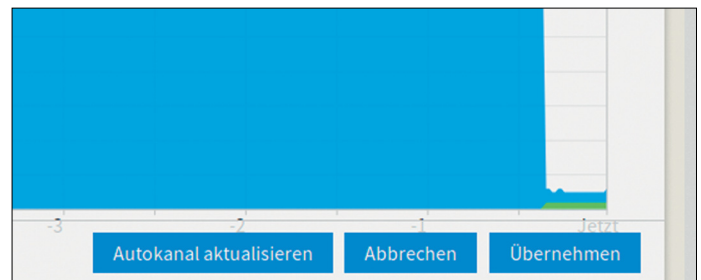 -3 -2 -1 Jetzt
Autokanal aktualisieren Abbrechen Übernehmen